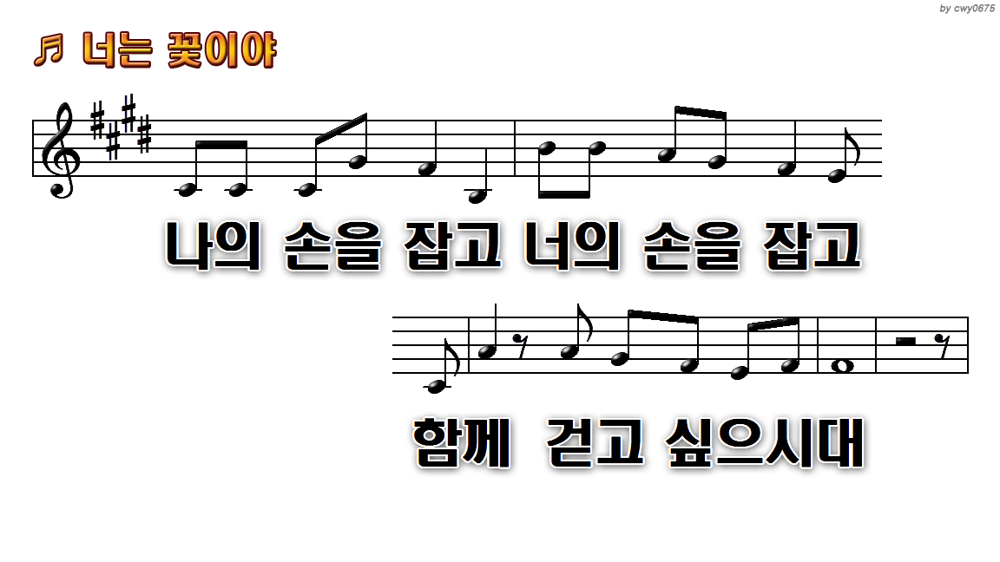 by cwy0675
♬ 너는 꽃이야
나의 손을 잡고 너의 손을 잡고
함께 걷고 싶으시대